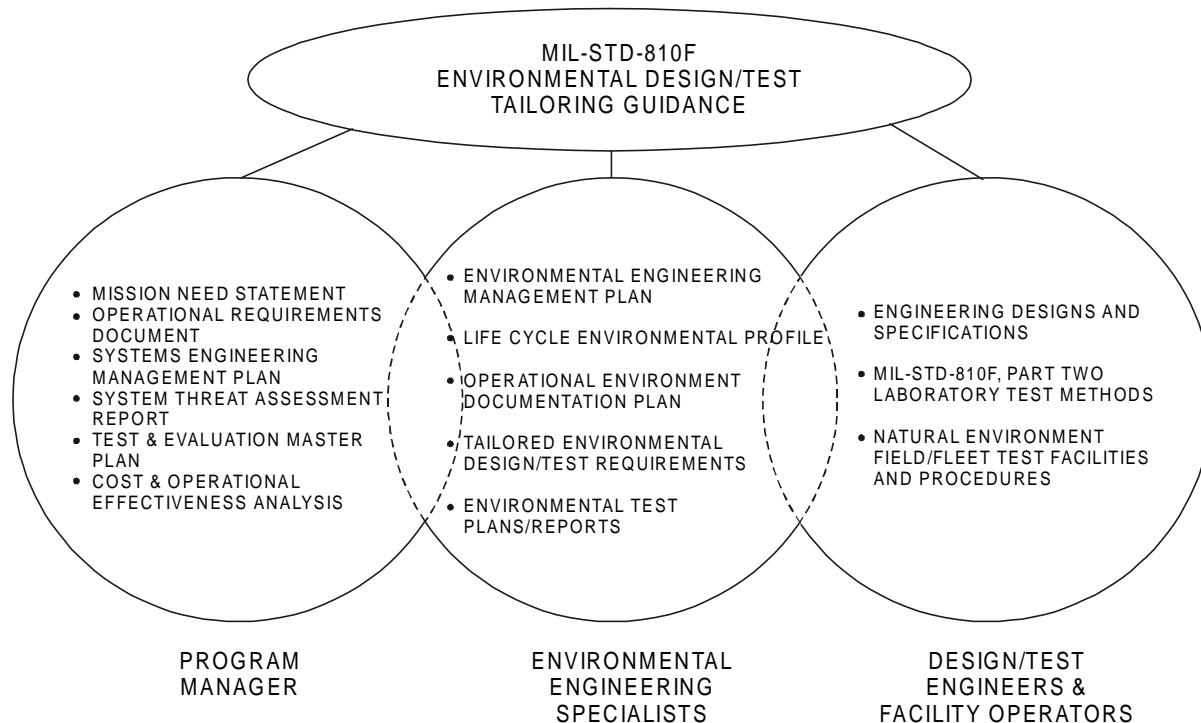 MIL-STD-810F
ENVIRONMENTAL DESIGN/TEST
TAILORING GUIDANCE
• MISSION NEED STATEMENT
• OPERATIONAL REQUIREMENTS
DOCUMENT
• SYSTEMS ENGINEERING
MANAGEMENT PLAN
• SYSTEM THREAT ASSESSMENT
REPORT
• TEST & EVALUATION MASTER
PLAN
• COST & OPERATIONAL
EFFECTIVENESS ANALYSIS
• ENVIRONMENTAL ENGINEERING
MANAGEMENT PLAN
• LIFE CYCLE ENVIRONMENTAL PROFILE
• OPERATIONAL ENVIRONMENT
DOCUMENTATION PLAN
• TAILORED ENVIRONMENTAL
DESIGN/TEST REQUIREMENTS
• ENVIRONMENTAL TEST
PLANS/REPORTS
• ENGINEERING DESIGNS AND
SPECIFICATIONS
• MIL-STD-810F, PART TWO
LABORATORY TEST METHODS
• NATURAL ENVIRONMENT
FIELD/FLEET TEST FACILITIES
AND PROCEDURES
PROGRAM
MANAGER
ENVIRONMENTAL
ENGINEERING
SPECIALISTS
DESIGN/TEST
ENGINEERS &
FACILITY OPERATORS